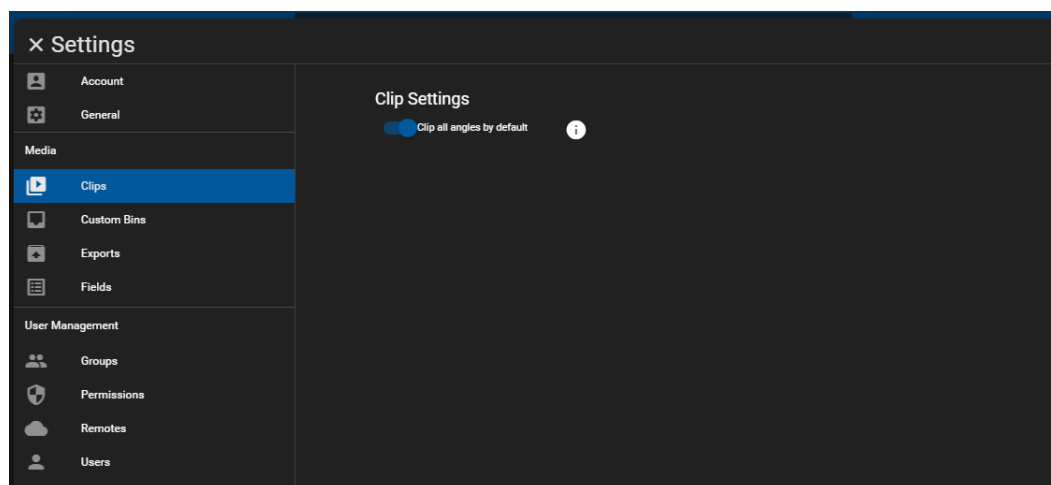 Settings
Account
General
Media
Clips
Custom Bins
Exports
Fields
User Management
Groups
Permissions
Remotes
Users
Clip Settings
Clip all angles by default